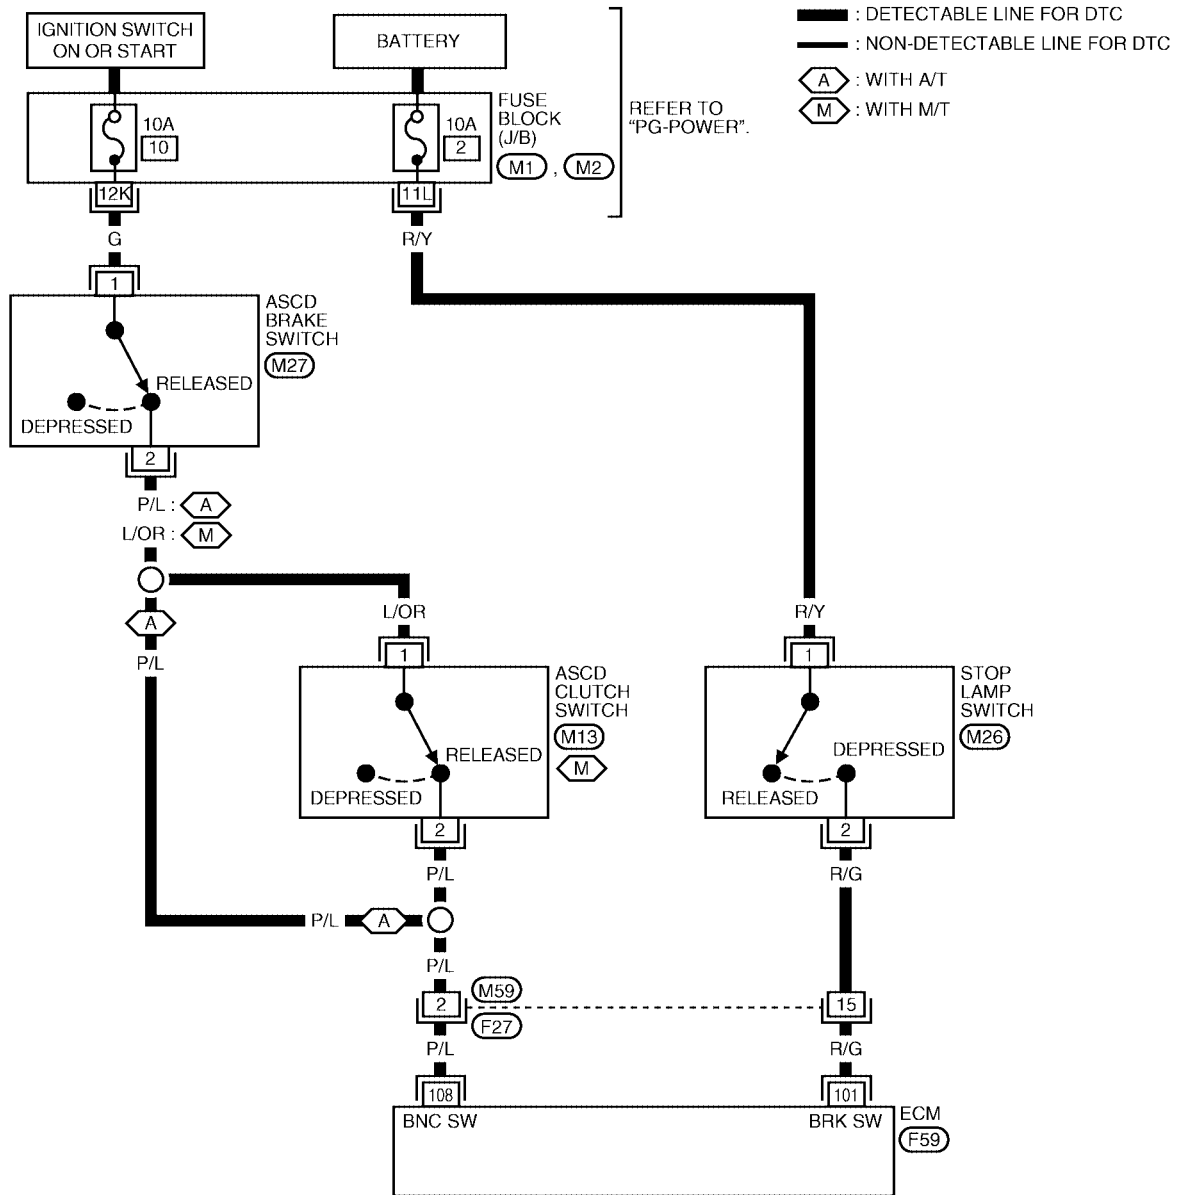 IGNITION SWITCH
ON OR START
BATTERY
: DETECTABLE LINE FOR DTC
: NON-DETECTABLE LINE FOR DTC
A : WITH A/T
M : WITH M/T
10A
10
10A
2
FUSE
BLOCK
(J/B)
M1 , M2
REFER TO
"PG-POWER".
12K
11L
G
R/Y
1
ASCD
BRAKE
SWITCH
M27
RELEASED
DEPRESSED
2
P/L : A
L/OR : M
A
P/L
L/OR
R/Y
1
ASCD
CLUTCH
SWITCH
M13
M
RELEASED
DEPRESSED
2
1
STOP
LAMP
SWITCH
M26
DEPRESSED
RELEASED
2
P/L
R/G
P/L A
P/L
2
M59
F27
15
P/L
R/G
108
101
BNC SW
BRK SW
ECM
F59